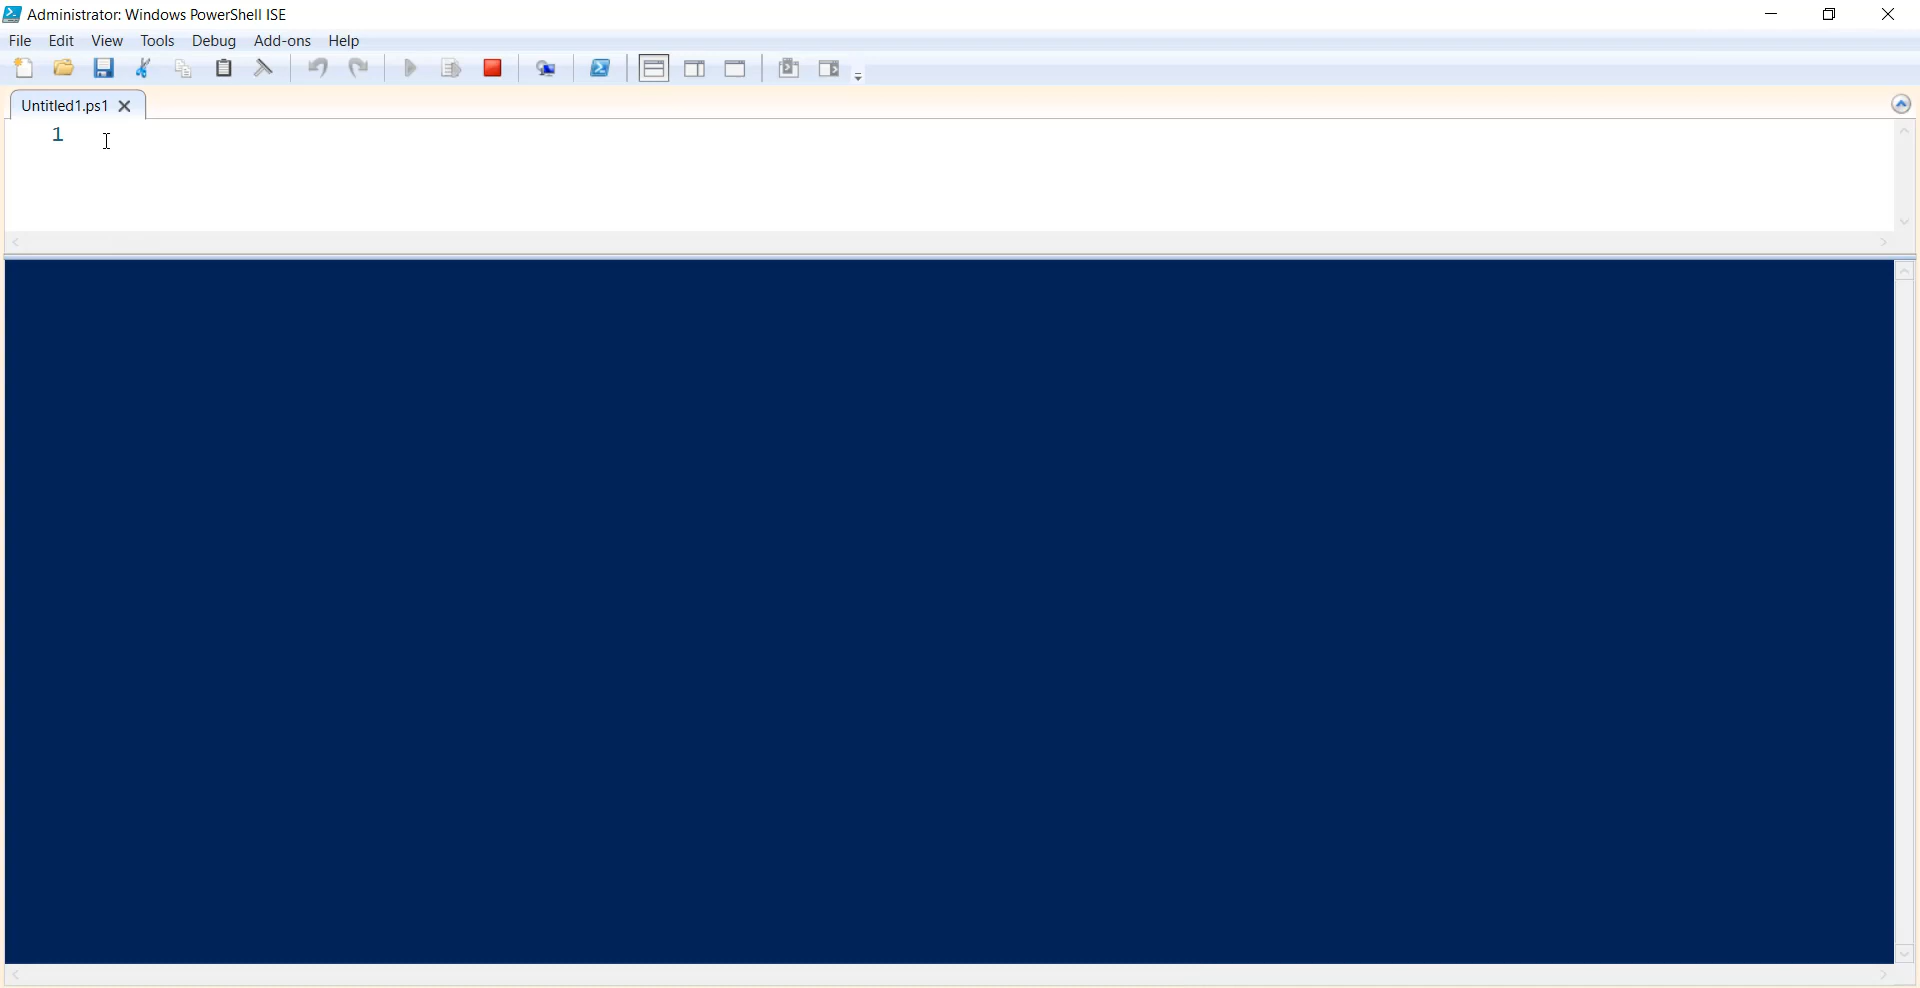 Administrator: Windows PowerShell ISE
File Edit View Tools Debug Add-ons Help
Untitled1.ps1
1